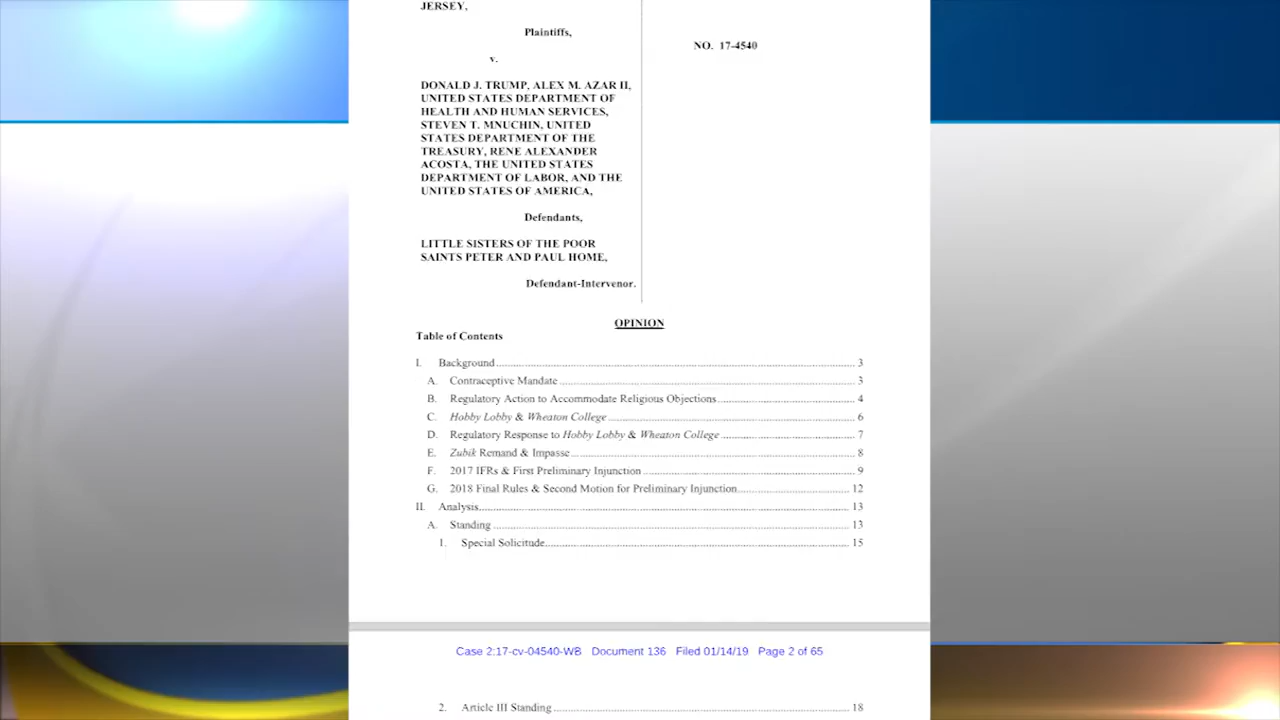 JERSEY,
Plaintiffs,
NO. 17-4540
v.
DONALD J. TRUMP, ALEX M. AZAR II,
UNITED STATES DEPARTMENT OF
HEALTH AND HUMAN SERVICES,
STEVEN T. MNUCHIN, UNITED
STATES DEPARTMENT OF THE
TREASURY, RENE ALEXANDER
ACOSTA, THE UNITED STATES
DEPARTMENT OF LABOR, AND THE
UNITED STATES OF AMERICA,
Defendants,
LITTLE SISTERS OF THE POOR
SAINTS PETER AND PAUL HOME,
Defendant-Intervenor.
OPINION
Table of Contents
I. Background 3
A. Contraceptive Mandate 3
B. Regulatory Action to Accommodate Religious Objections 4
C. Hobby Lobby & Wheaton College 6
D. Regulatory Response to Hobby Lobby & Wheaton College 7
E. Zubik Remand & Impasse 8
F. 2017 IFRs & First Preliminary Injunction 9
G. 2018 Final Rules & Second Motion for Preliminary Injunction 12
II. Analysis 13
A. Standing 13
1. Special Solicitude 15
Case 2:17-cv-04540-WB Document 136 Filed 01/14/19 Page 2 of 65
2. Article III Standing 18